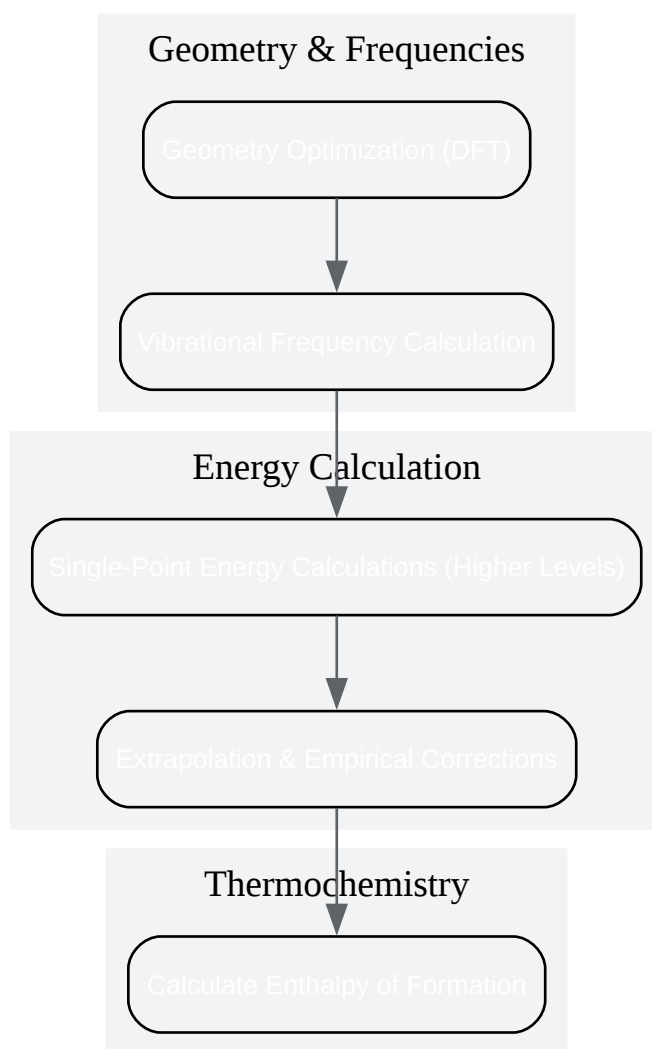 Geometry & Frequencies
Geometry Optimization (DFT)
Vibrational Frequency Calculation
Energy Calculation
Single-Point Energy Calculations (Higher Levels)
Extrapolation & Empirical Corrections
Thermochemistry
Calculate Enthalpy of Formation